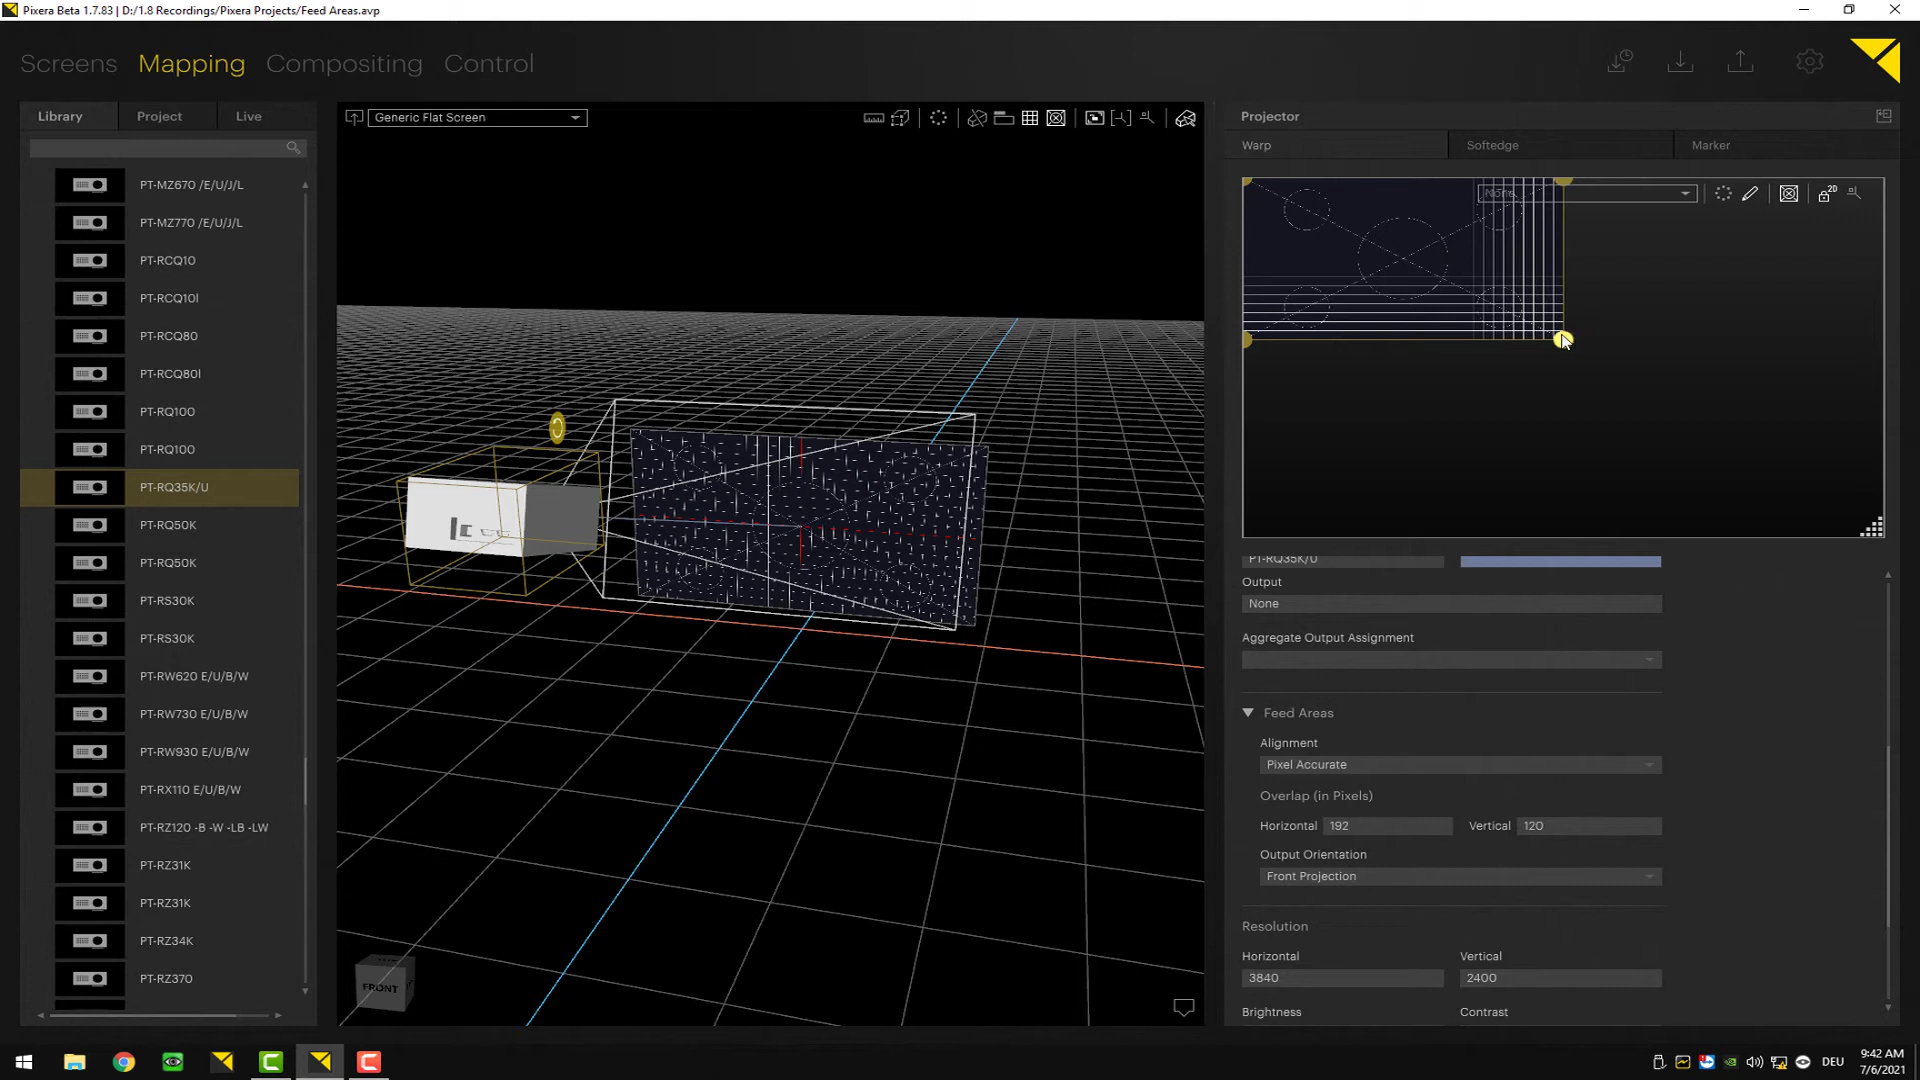 Pixera Beta 1.7.83 | D:/1.8 Recordings/Pixera Projects/Feed Areas.avp
Screens Mapping Compositing Control
Library Project Live
PT-MZ670 /E/U/J/L
PT-MZ770 /E/U/J/L
PT-RCQ10
PT-RCQ10l
PT-RCQ80
PT-RCQ80l
PT-RQ100
PT-RQ100
PT-RQ35K/U
PT-RQ50K
PT-RQ50K
PT-RS30K
PT-RS30K
PT-RW620 E/U/B/W
PT-RW730 E/U/B/W
PT-RW930 E/U/B/W
PT-RX110 E/U/B/W
PT-RZ120 -B -W -LB -LW
PT-RZ31K
PT-RZ31K
PT-RZ34K
PT-RZ370
Generic Flat Screen
FRONT
Projector
Warp Softedge Marker
None
2D
PT-RQ35K/U
Output
None
Aggregate Output Assignment
Feed Areas
Alignment
Pixel Accurate
Overlap (in Pixels)
Horizontal 192 Vertical 120
Output Orientation
Front Projection
Resolution
Horizontal Vertical
3840 2400
Brightness Contrast
DEU
9:42 AM
7/6/2021